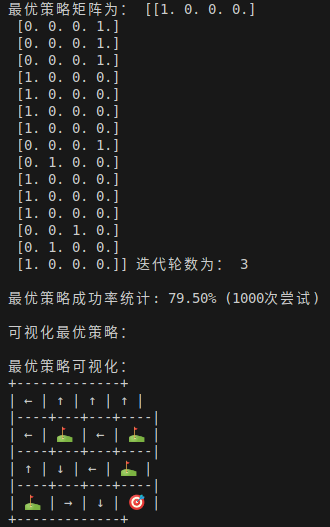 最优策略矩阵为： [[1. 0. 0. 0.]
 [0. 0. 0. 1.]
 [0. 0. 0. 1.]
 [0. 0. 0. 1.]
 [1. 0. 0. 0.]
 [1. 0. 0. 0.]
 [1. 0. 0. 0.]
 [1. 0. 0. 0.]
 [0. 0. 0. 1.]
 [0. 1. 0. 0.]
 [1. 0. 0. 0.]
 [1. 0. 0. 0.]
 [1. 0. 0. 0.]
 [0. 0. 1. 0.]
 [0. 1. 0. 0.]
 [1. 0. 0. 0.]] 迭代轮数为： 3
最优策略成功率统计: 79.50% (1000次尝试)
可视化最优策略:
最优策略可视化:
+-------------+
| ← | ↑ | ↑ | ↑ |
|----+---+---+----|
| ← | ⛳ | ← | ⛳ |
|----+---+---+----|
| ↑ | ↓ | ← | ⛳ |
|----+---+---+----|
| ⛳ | → | ↓ | 🎯 |
+-------------+